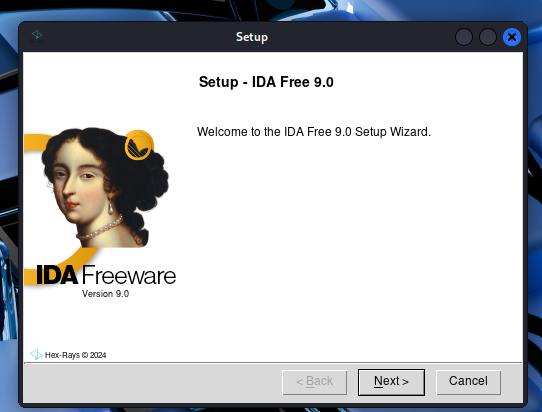 Setup
Setup - IDA Free 9.0
Welcome to the IDA Free 9.0 Setup Wizard.
IDA Freeware
Version 9.0
Hex-Rays © 2024
< Back
Next >
Cancel